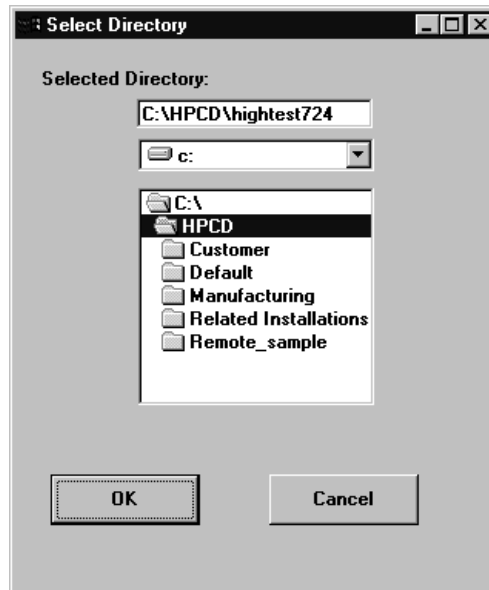 Select Directory
Selected Directory:
C:\HPCD\hightest724
c:
C:\
HPCD
Customer
Default
Manufacturing
Related Installations
Remote_sample
OK
Cancel